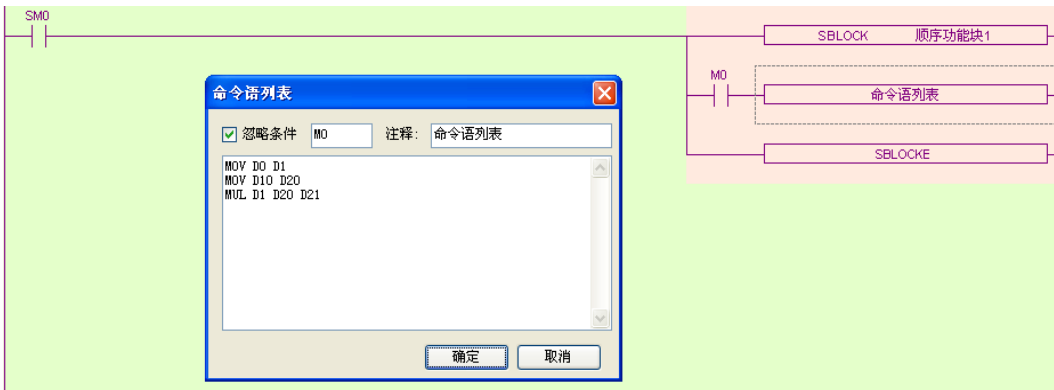 SM0
SBLOCK 顺序功能块1
M0
命令语列表
SBLOCKE
命令语列表
忽略条件 M0 注释: 命令语列表
MOV D0 D1
MOV D10 D20
MUL D1 D20 D21
确定 取消